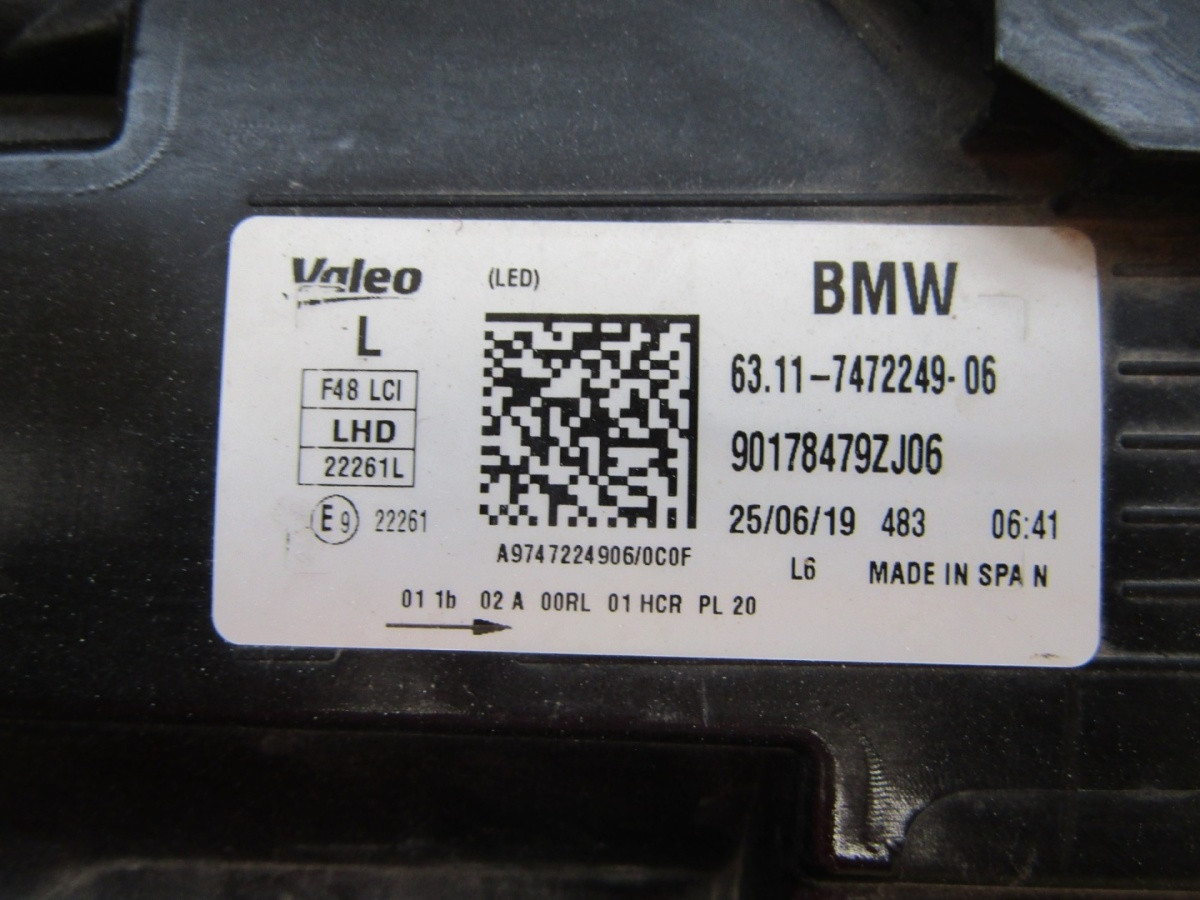 Valeo (LED) BMW
L
F48 LCI
LHD
22261L
E9 22261
63.11-7472249-06
90178479ZJ06
25/06/19 483 06:41
A9747224906/0C0F
L6 MADE IN SPA N
01 1b 02 A 00RL 01 HCR PL 20